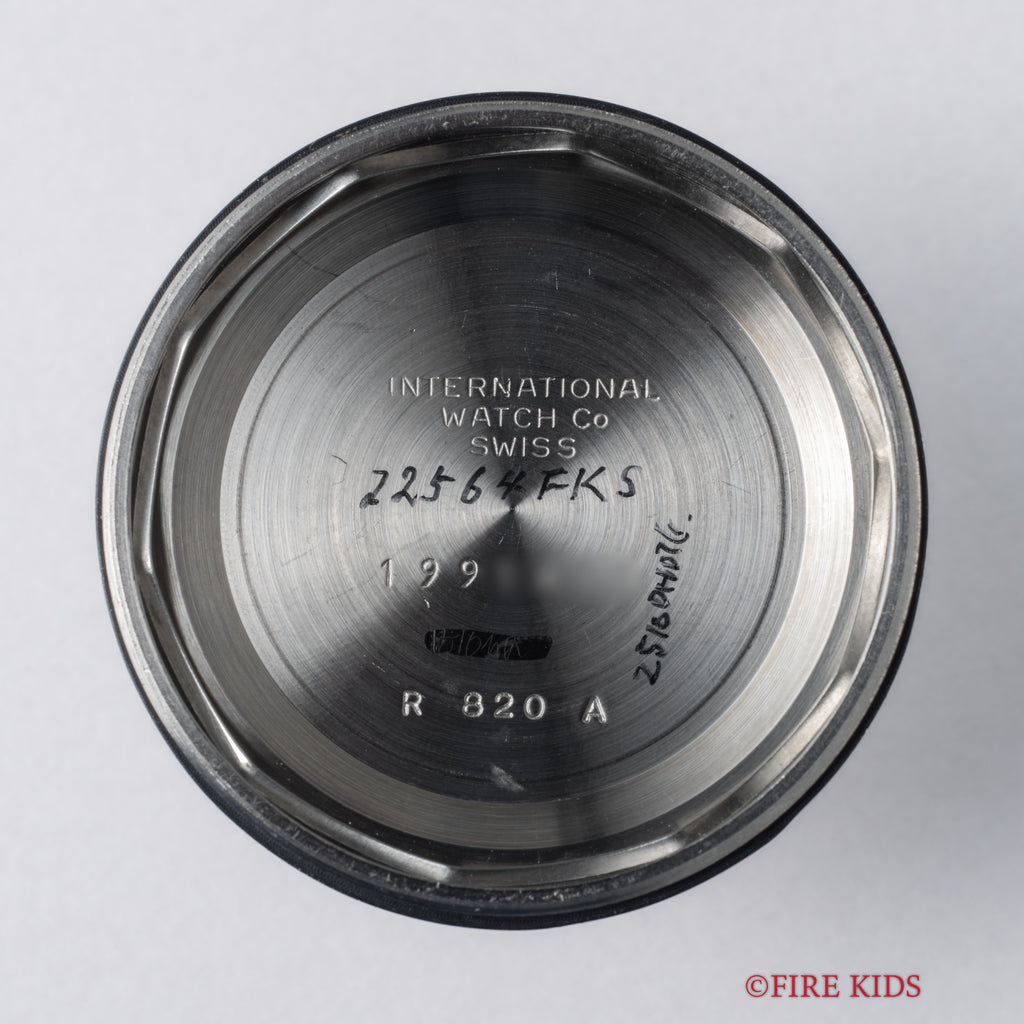 INTERNATIONAL
WATCH Co
SWISS
22564FKS
199
R 820 A
©FIRE KIDS